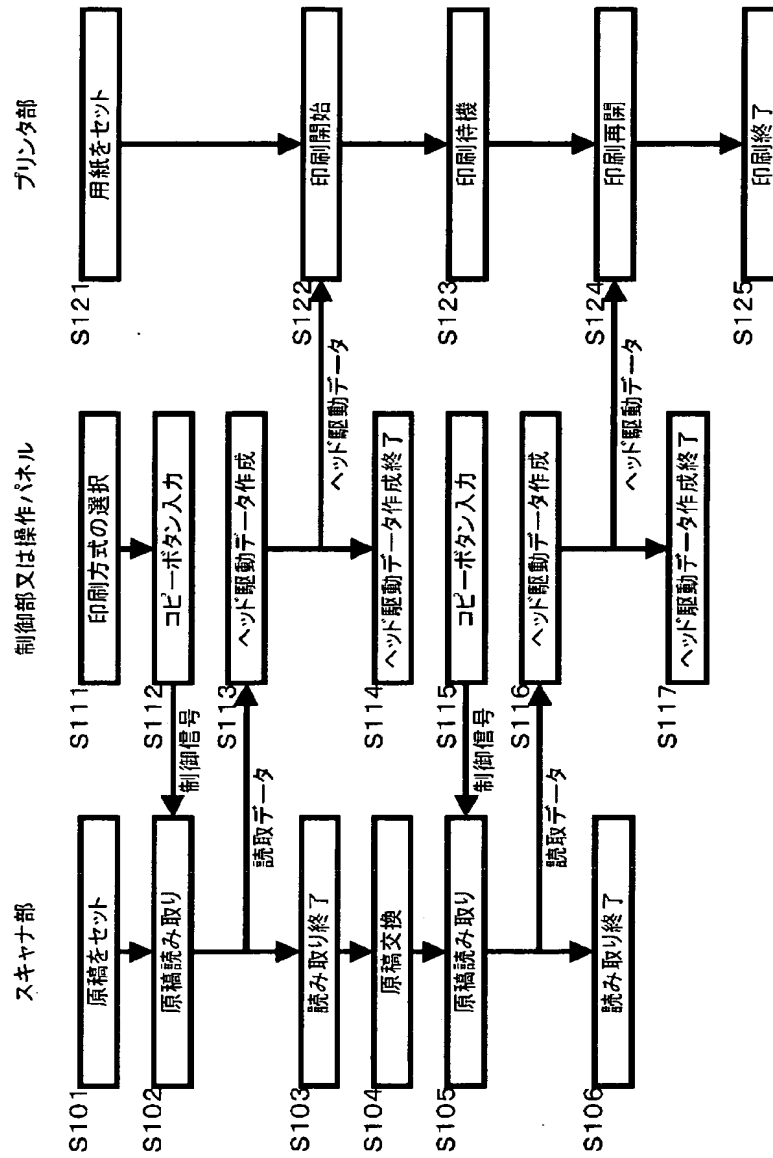 スキャナ部
S101
原稿をセット
S102
原稿読み取り
S103
読み取り終了
S104
原稿交換
S105
原稿読み取り
S106
読み取り終了
制御信号
読取データ
制御信号
読取データ
制御部又は操作パネル
S111
印刷方式の選択
S112
コピーボタン入力
S113
ヘッド駆動データ作成
S114
ヘッド駆動データ作成終了
S115
コピーボタン入力
S116
ヘッド駆動データ作成
S117
ヘッド駆動データ作成終了
ヘッド駆動データ
ヘッド駆動データ
プリンタ部
S121
用紙をセット
S122
印刷開始
S123
印刷待機
S124
印刷再開
S125
印刷終了